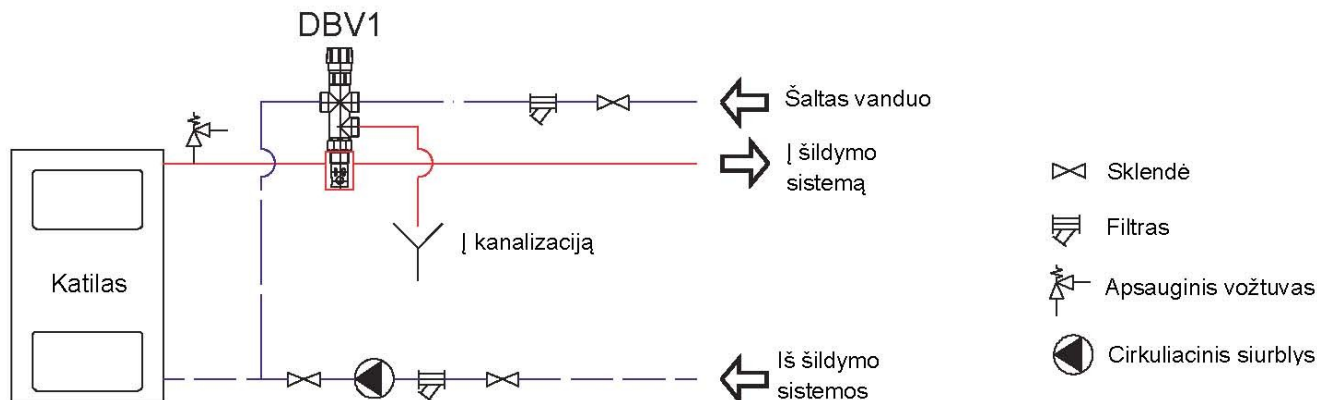 DBV1
Šaltas vanduo
Į šildymo
sistemą
Į kanalizaciją
Katilas
Iš šildymo
sistemos
Sklendė
Filtras
Apsauginis vožtuvas
Cirkuliacinis siurblys